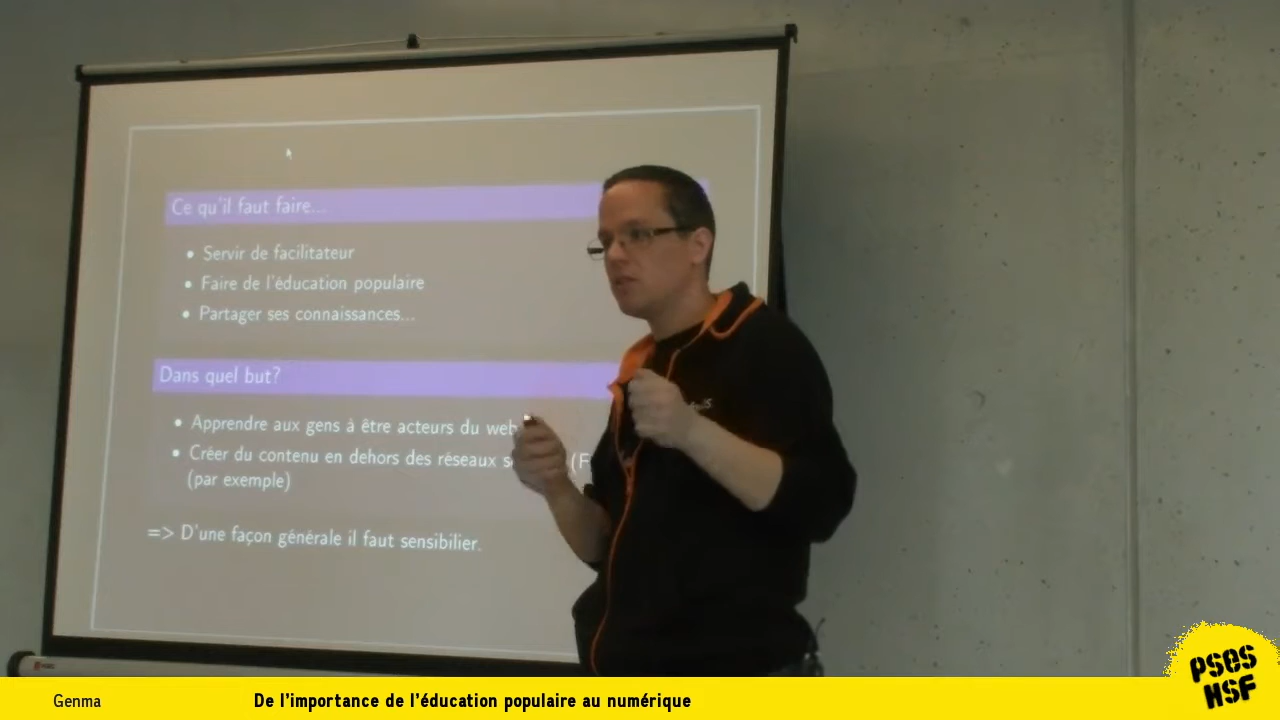 Ce qu'il faut faire...
• Servir de facilitateur
• Faire de l'éducation populaire
• Partager ses connaissances...
Dans quel but?
• Apprendre aux gens à être acteurs du web
• Créer du contenu en dehors des réseaux
(par exemple)
=> D'une façon générale il faut sensibilier.
PSES
HSF
Genma
De l'importance de l'éducation populaire au numérique